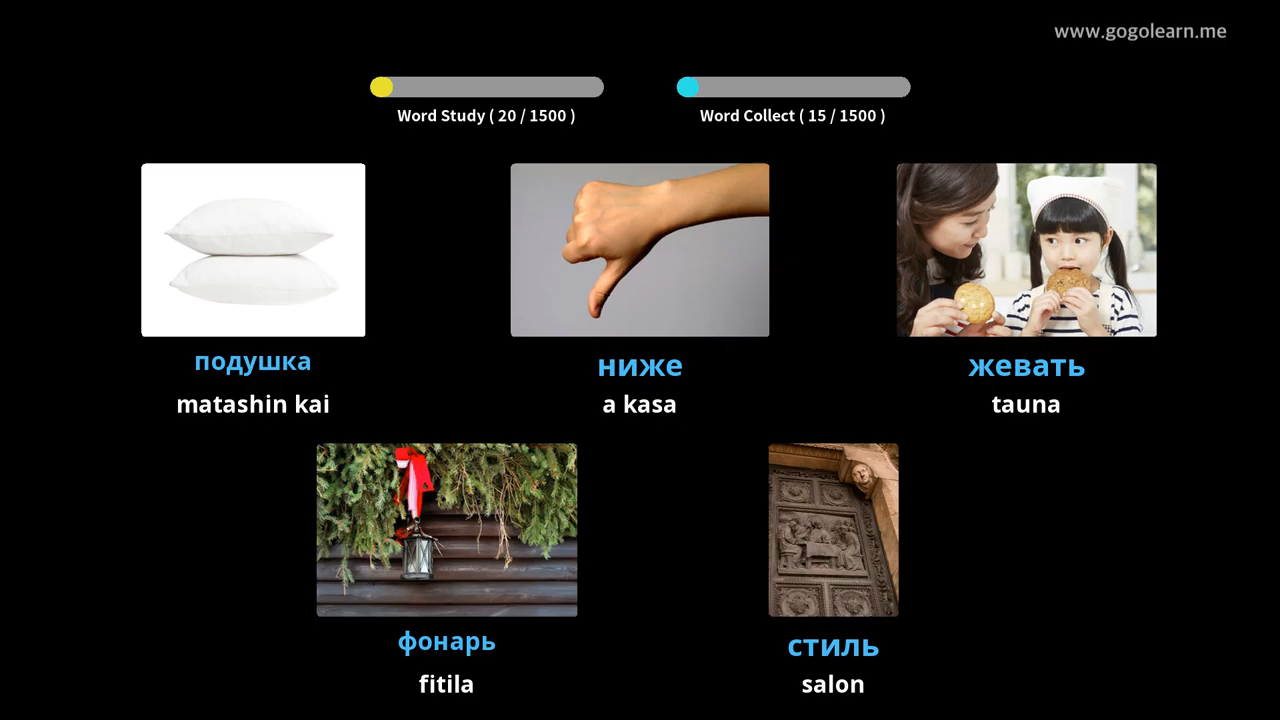 www.gogolearn.me
Word Study ( 20 / 1500 )
Word Collect ( 15 / 1500 )
подушка
matashin kai
ниже
a kasa
жевать
tauna
фонарь
fitila
стиль
salon